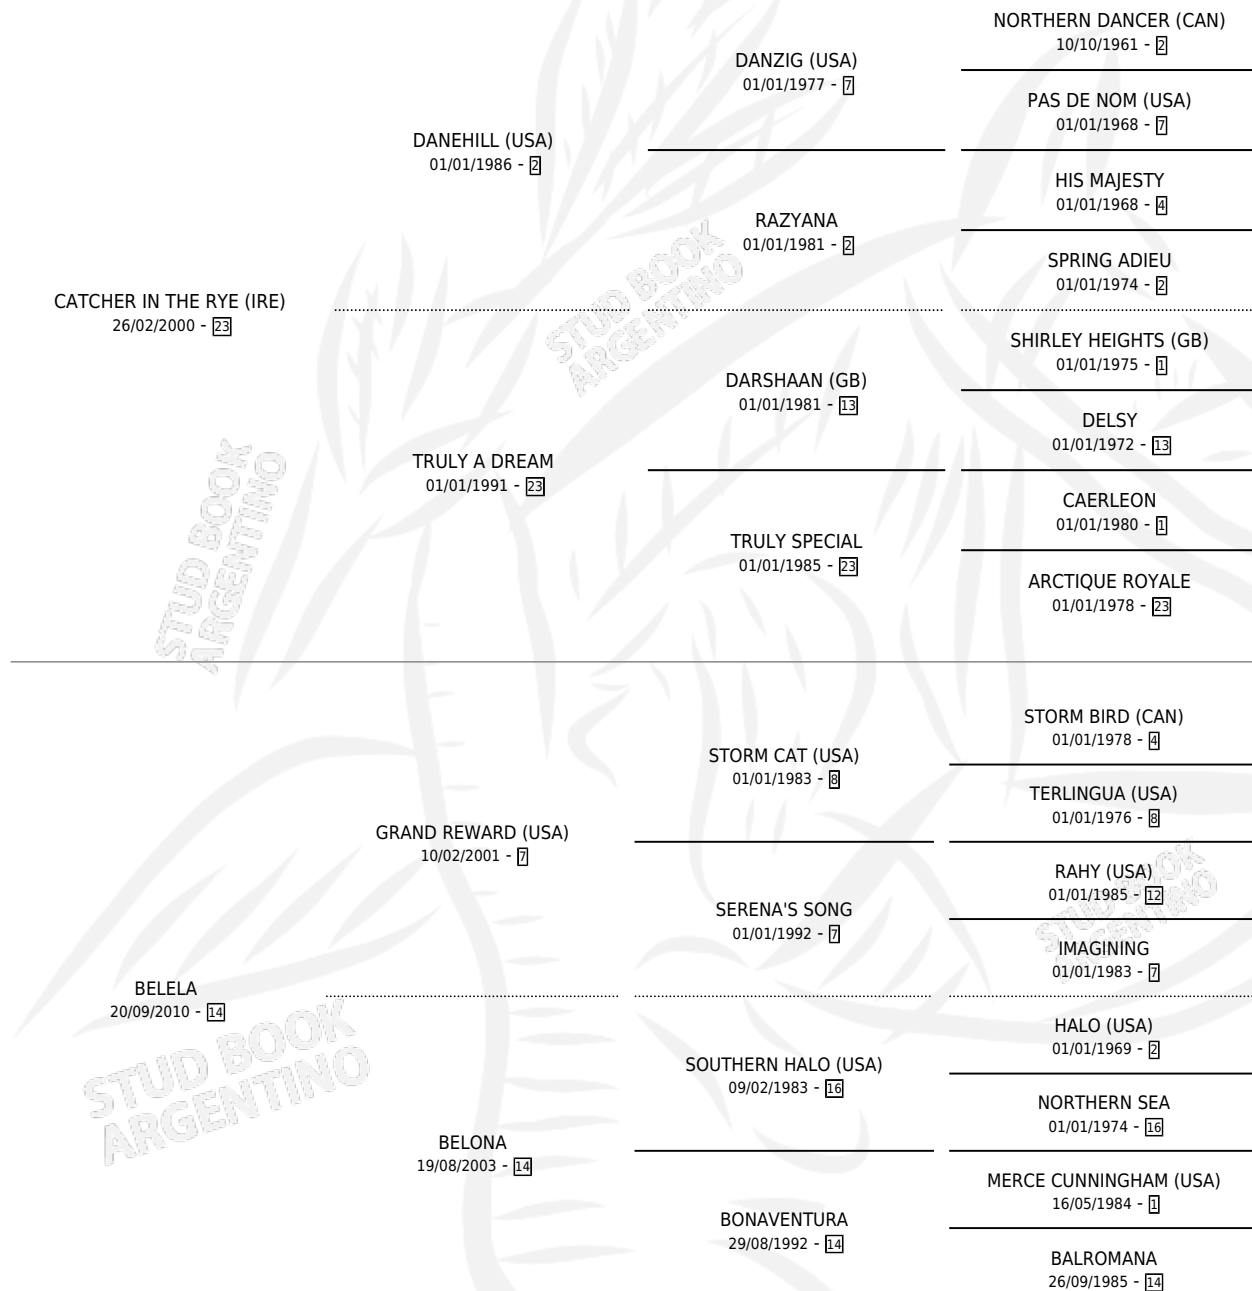 NORTHERN DANCER (CAN)
10/10/1961 - 2
DANZIG (USA)
01/01/1977 - 7
PAS DE NOM (USA)
01/01/1968 - 7
DANEHILL (USA)
01/01/1986 - 2
HIS MAJESTY
01/01/1968 - 4
RAZYANA
01/01/1981 - 2
SPRING ADIEU
01/01/1974 - 2
CATCHER IN THE RYE (IRE)
26/02/2000 - 23
SHIRLEY HEIGHTS (GB)
01/01/1975 - 1
DARSHAAN (GB)
01/01/1981 - 13
DELSY
01/01/1972 - 13
TRULY A DREAM
01/01/1991 - 23
CAERLEON
01/01/1980 - 1
TRULY SPECIAL
01/01/1985 - 23
ARCTIQUE ROYALE
01/01/1978 - 23
STORM BIRD (CAN)
01/01/1978 - 4
STORM CAT (USA)
01/01/1983 - 8
TERLINGUA (USA)
01/01/1976 - 8
GRAND REWARD (USA)
10/02/2001 - 7
RAHY (USA)
01/01/1985 - 12
SERENA'S SONG
01/01/1992 - 7
IMAGINING
01/01/1983 - 7
BELELA
20/09/2010 - 14
HALO (USA)
01/01/1969 - 2
SOUTHERN HALO (USA)
09/02/1983 - 16
NORTHERN SEA
01/01/1974 - 16
BELONA
19/08/2003 - 14
MERCE CUNNINGHAM (USA)
16/05/1984 - 1
BONAVENTURA
29/08/1992 - 14
BALROMANA
26/09/1985 - 14
STUD BOOK
ARGENTINO
STUD BOOK
ARGENTINO
STUD BOOK
ARGENTINO
STUD BOOK
ARGENTINO